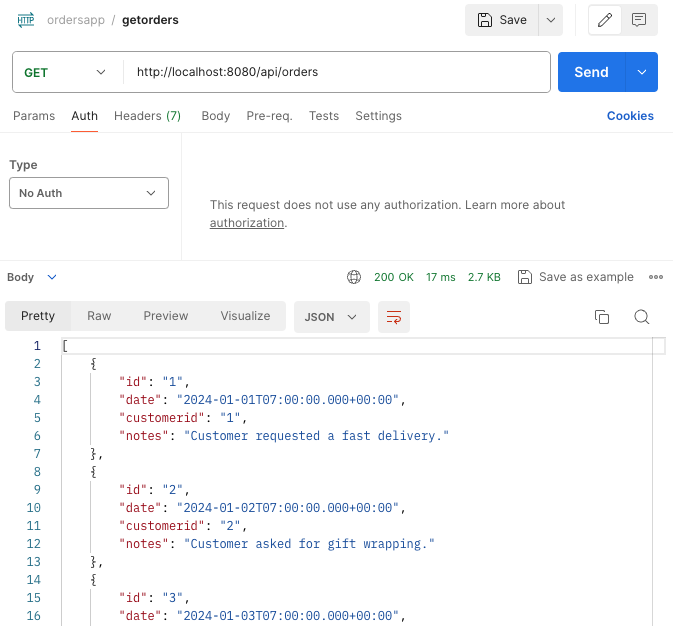 HTTP ordersapp / getorders Save
GET http://localhost:8080/api/orders Send
Params Auth Headers (7) Body Pre-req. Tests Settings Cookies
Type
No Auth
This request does not use any authorization. Learn more about
authorization.
Body 200 OK 17 ms 2.7 KB Save as example
Pretty Raw Preview Visualize JSON
1 [
2 {
3 "id": "1",
4 "date": "2024-01-01T07:00:00.000+00:00",
5 "customerid": "1",
6 "notes": "Customer requested a fast delivery."
7 },
8 {
9 "id": "2",
10 "date": "2024-01-02T07:00:00.000+00:00",
11 "customerid": "2",
12 "notes": "Customer asked for gift wrapping."
13 },
14 {
15 "id": "3",
16 "date": "2024-01-03T07:00:00.000+00:00",